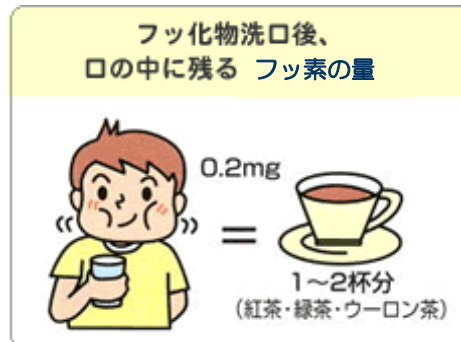 フッ化物洗口後、
口の中に残る フッ素の量
0.2mg
=
1〜2杯分
(紅茶・緑茶・ウーロン茶)